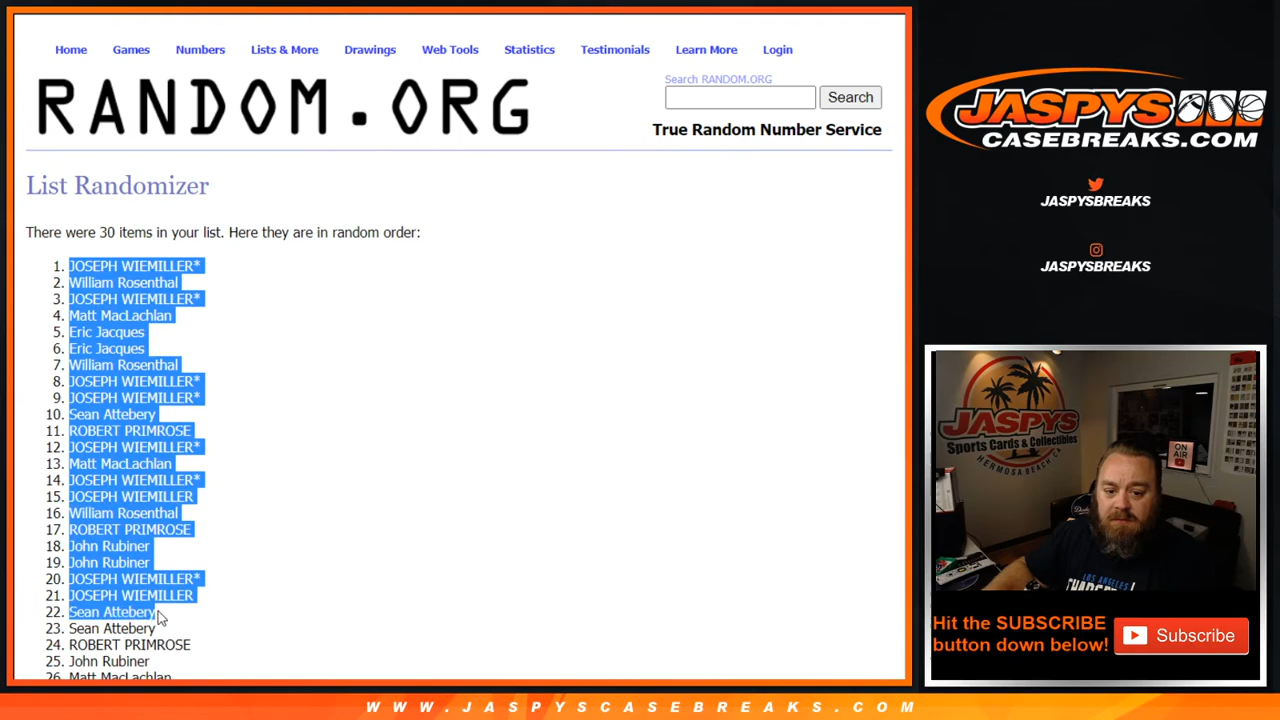 Home Games Numbers Lists & More Drawings Web Tools Statistics Testimonials Learn More Login
RANDOM.ORG
Search RANDOM.ORG
Search
True Random Number Service
List Randomizer
There were 30 items in your list. Here they are in random order:
1. JOSEPH WIEMILLER*
2. William Rosenthal
3. JOSEPH WIEMILLER*
4. Matt MacLachlan
5. Eric Jacques
6. Eric Jacques
7. William Rosenthal
8. JOSEPH WIEMILLER*
9. JOSEPH WIEMILLER*
10. Sean Attebery
11. ROBERT PRIMROSE
12. JOSEPH WIEMILLER*
13. Matt MacLachlan
14. JOSEPH WIEMILLER*
15. JOSEPH WIEMILLER
16. William Rosenthal
17. ROBERT PRIMROSE
18. John Rubiner
19. John Rubiner
20. JOSEPH WIEMILLER*
21. JOSEPH WIEMILLER
22. Sean Attebery
23. Sean Attebery
24. ROBERT PRIMROSE
25. John Rubiner
26. Matt MacLachlan
JASPYS
CASEBREAKS.COM
JASPYSBREAKS
JASPYSBREAKS
JASPYS
Sports Cards & Collectibles
HERMOSA BEACH, CA
ON
AIR
LOS ANGELES
Hit the SUBSCRIBE
button down below!
Subscribe
WWW.JASPYSCASEBREAKS.COM